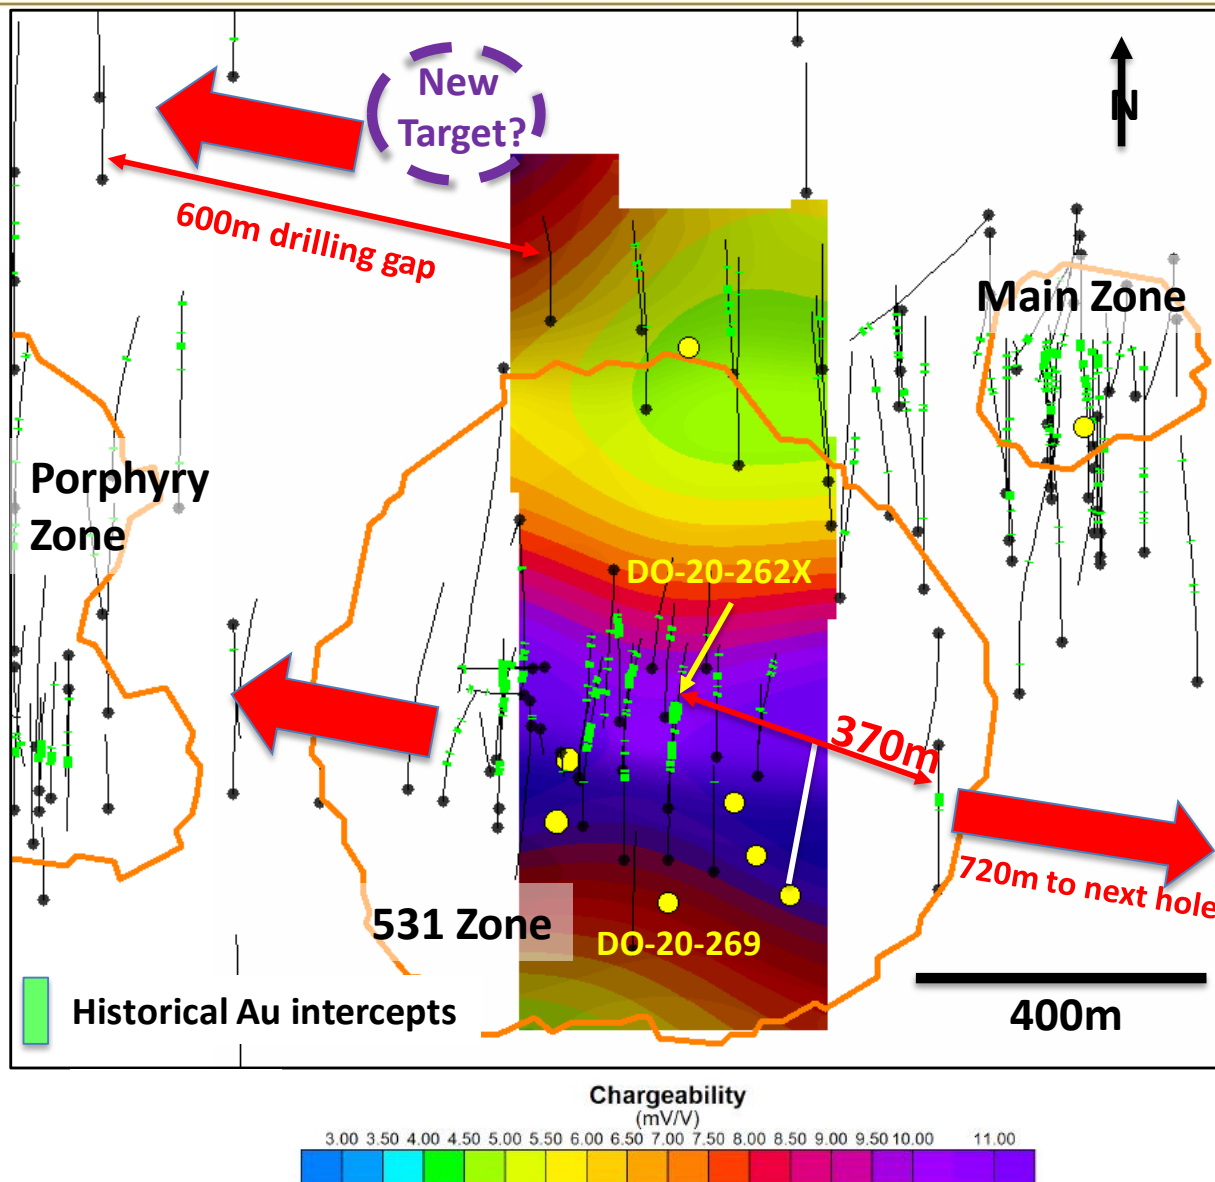 New
Target?
N
600m drilling gap
Main Zone
Porphyry
Zone
DO-20-262X
370m
720m to next hole
531 Zone
DO-20-269
Historical Au intercepts
400m
Chargeability
(mV/V)
3.00 3.50 4.00 4.50 5.00 5.50 6.00 6.50 7.00 7.50 8.00 8.50 9.00 9.50 10.00 11.00